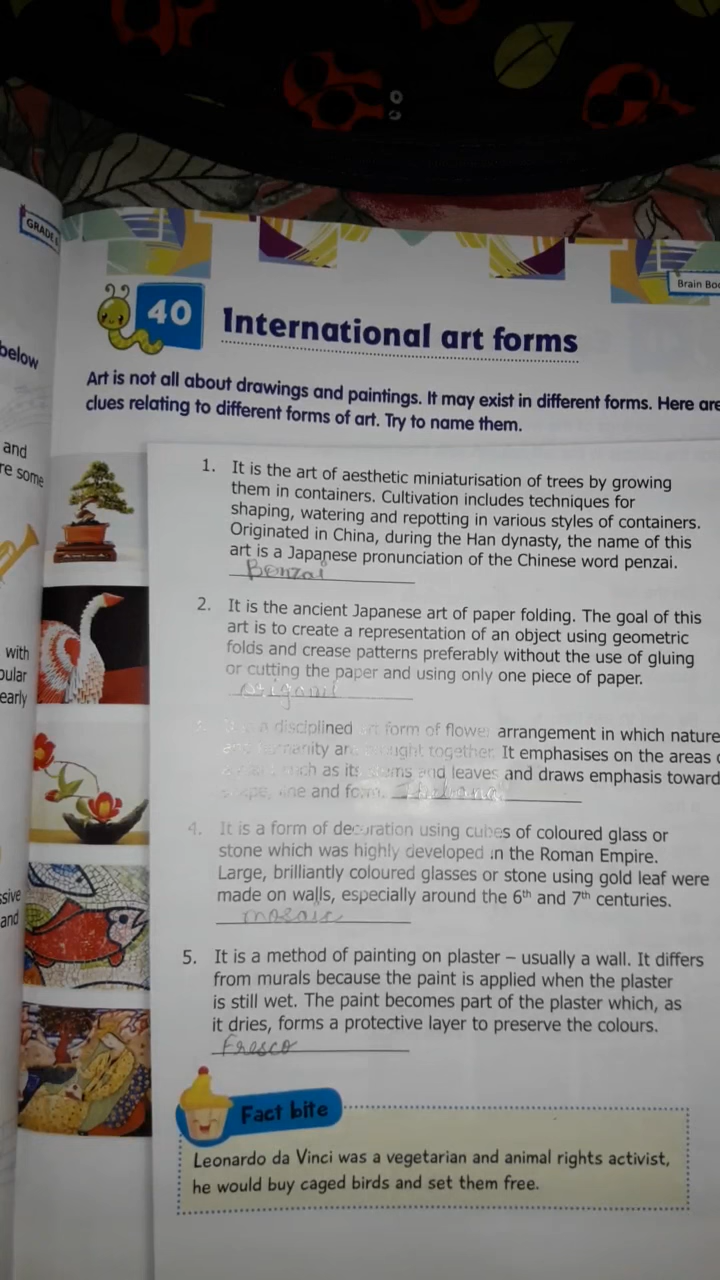 GRADE
Brain Boo
40
International art forms
below
Art is not all about drawings and paintings. It may exist in different forms. Here are
clues relating to different forms of art. Try to name them.
and
re some
1. It is the art of aesthetic miniaturisation of trees by growing
them in containers. Cultivation includes techniques for
shaping, watering and repotting in various styles of containers.
Originated in China, during the Han dynasty, the name of this
art is a Japanese pronunciation of the Chinese word penzai.
Bonzai
2. It is the ancient Japanese art of paper folding. The goal of this
art is to create a representation of an object using geometric
folds and crease patterns preferably without the use of gluing
or cutting the paper and using only one piece of paper.
with
pular
early
a disciplined art form of flower arrangement in which nature
and humanity are brought together. It emphasises on the areas
such as its stems and leaves and draws emphasis toward
shape, line and form.
4. It is a form of decoration using cubes of coloured glass or
stone which was highly developed in the Roman Empire.
Large, brilliantly coloured glasses or stone using gold leaf were
made on walls, especially around the 6th and 7th centuries.
mosaic
ssive
and
5. It is a method of painting on plaster – usually a wall. It differs
from murals because the paint is applied when the plaster
is still wet. The paint becomes part of the plaster which, as
it dries, forms a protective layer to preserve the colours.
Fresco
Fact bite
Leonardo da Vinci was a vegetarian and animal rights activist,
he would buy caged birds and set them free.